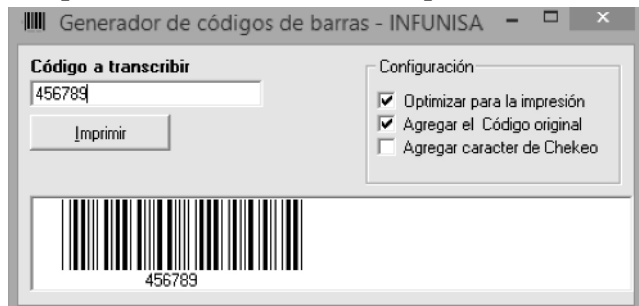 Generador de códigos de barras - INFUNISA
Código a transcribir
456789
Imprimir
Configuración
Optimizar para la impresión
Agregar el Código original
Agregar caracter de Chekeo
456789